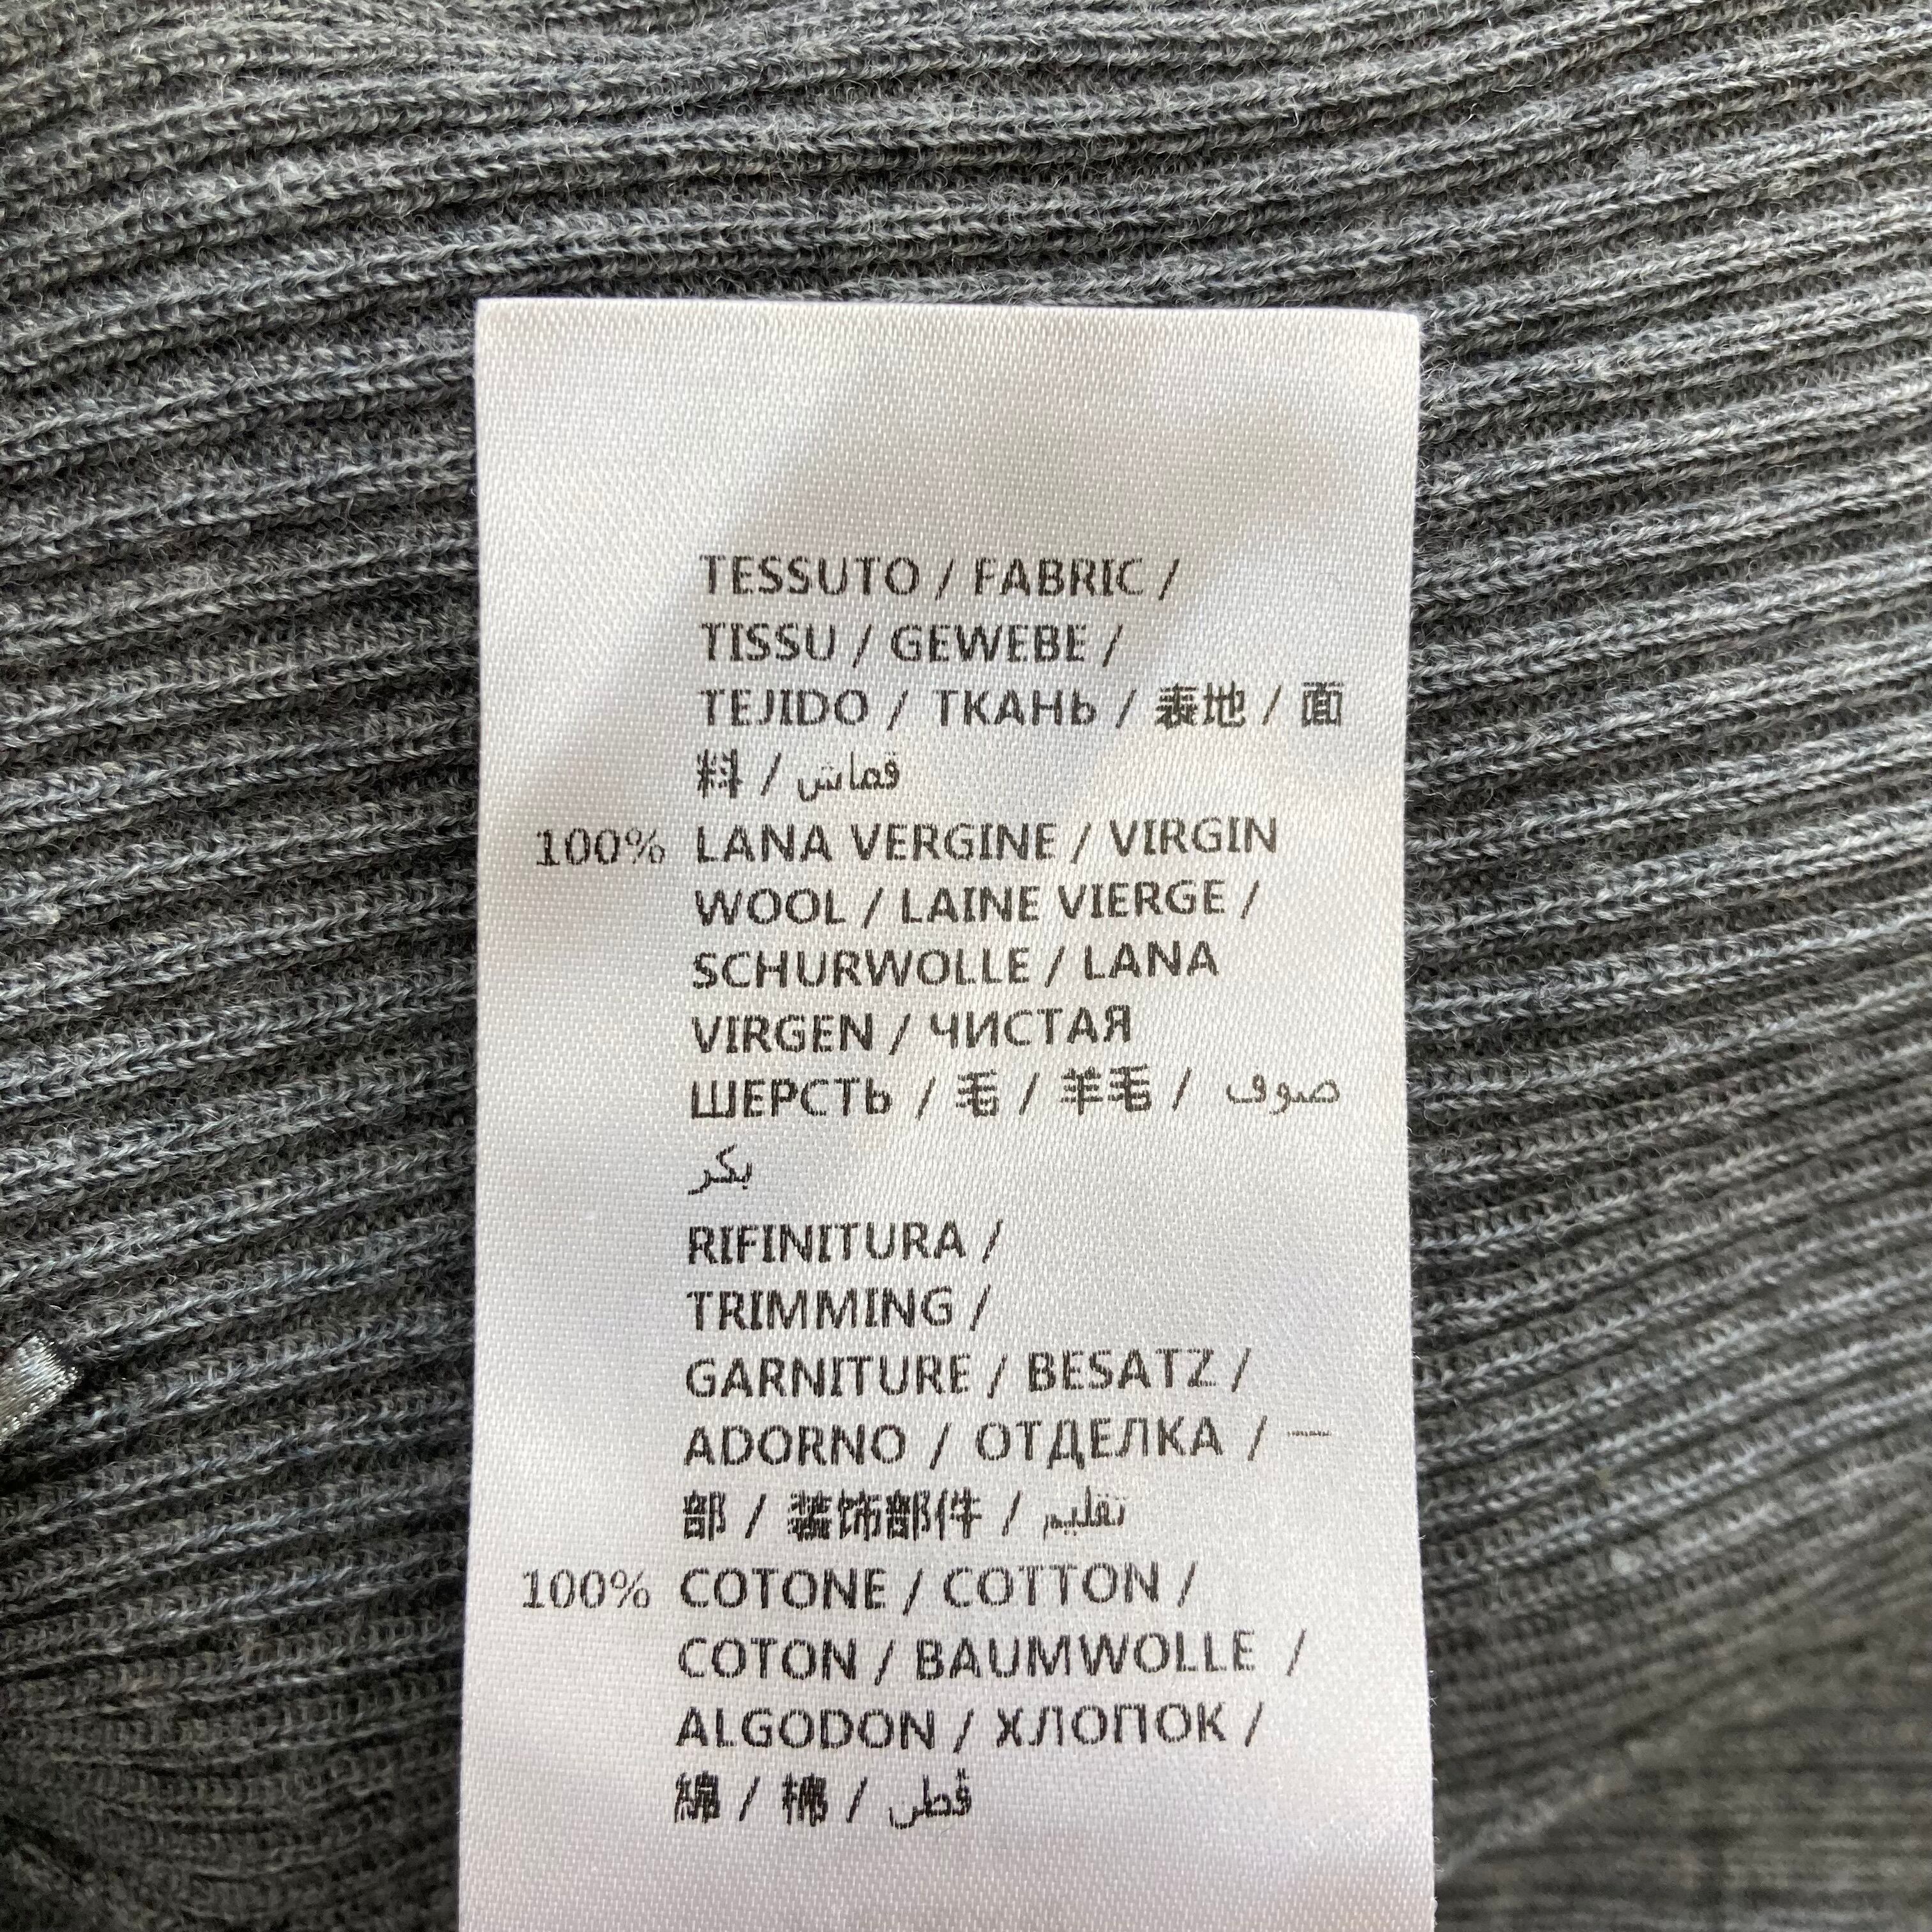 TESSUTO / FABRIC /
TISSU / GEWEBE /
TEJIDO / ТКАНЬ / 表地 / 面
料 / قماش
100% LANA VERGINE / VIRGIN
WOOL / LAINE VIERGE /
SCHURWOLLE / LANA
VIRGEN / ЧИСТАЯ
ШЕРСТЬ / 毛 / 羊毛 / صوف
بكر
RIFINITURA /
TRIMMING /
GARNITURE / BESATZ /
ADORNO / ОТДЕЛКА / 一
部 / 装饰部件 / تقليم
100% COTONE / COTTON /
COTON / BAUMWOLLE /
ALGODON / ХЛОПОК /
綿 / 棉 / قطن